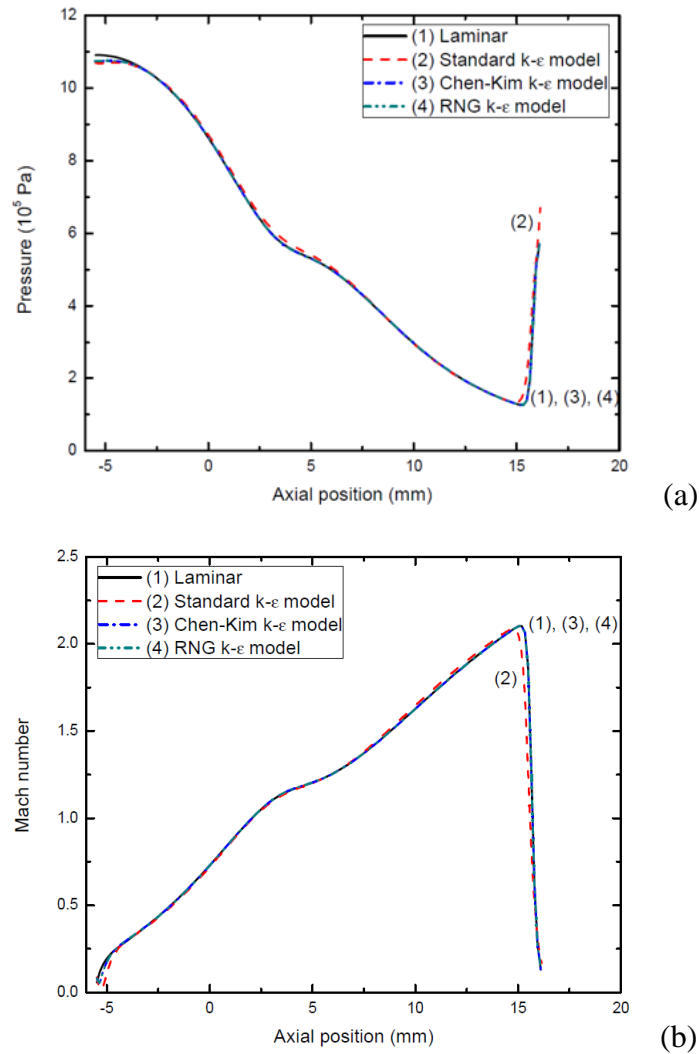 12
10
8
6
4
2
0
Pressure (10⁵ Pa)
(1) Laminar
(2) Standard k-ε model
(3) Chen-Kim k-ε model
(4) RNG k-ε model
(2)
(1), (3), (4)
-5 0 5 10 15 20
Axial position (mm)
(a)
2.5
2.0
1.5
1.0
0.5
0.0
Mach number
(1) Laminar
(2) Standard k-ε model
(3) Chen-Kim k-ε model
(4) RNG k-ε model
(1), (3), (4)
(2)
-5 0 5 10 15 20
Axial position (mm)
(b)